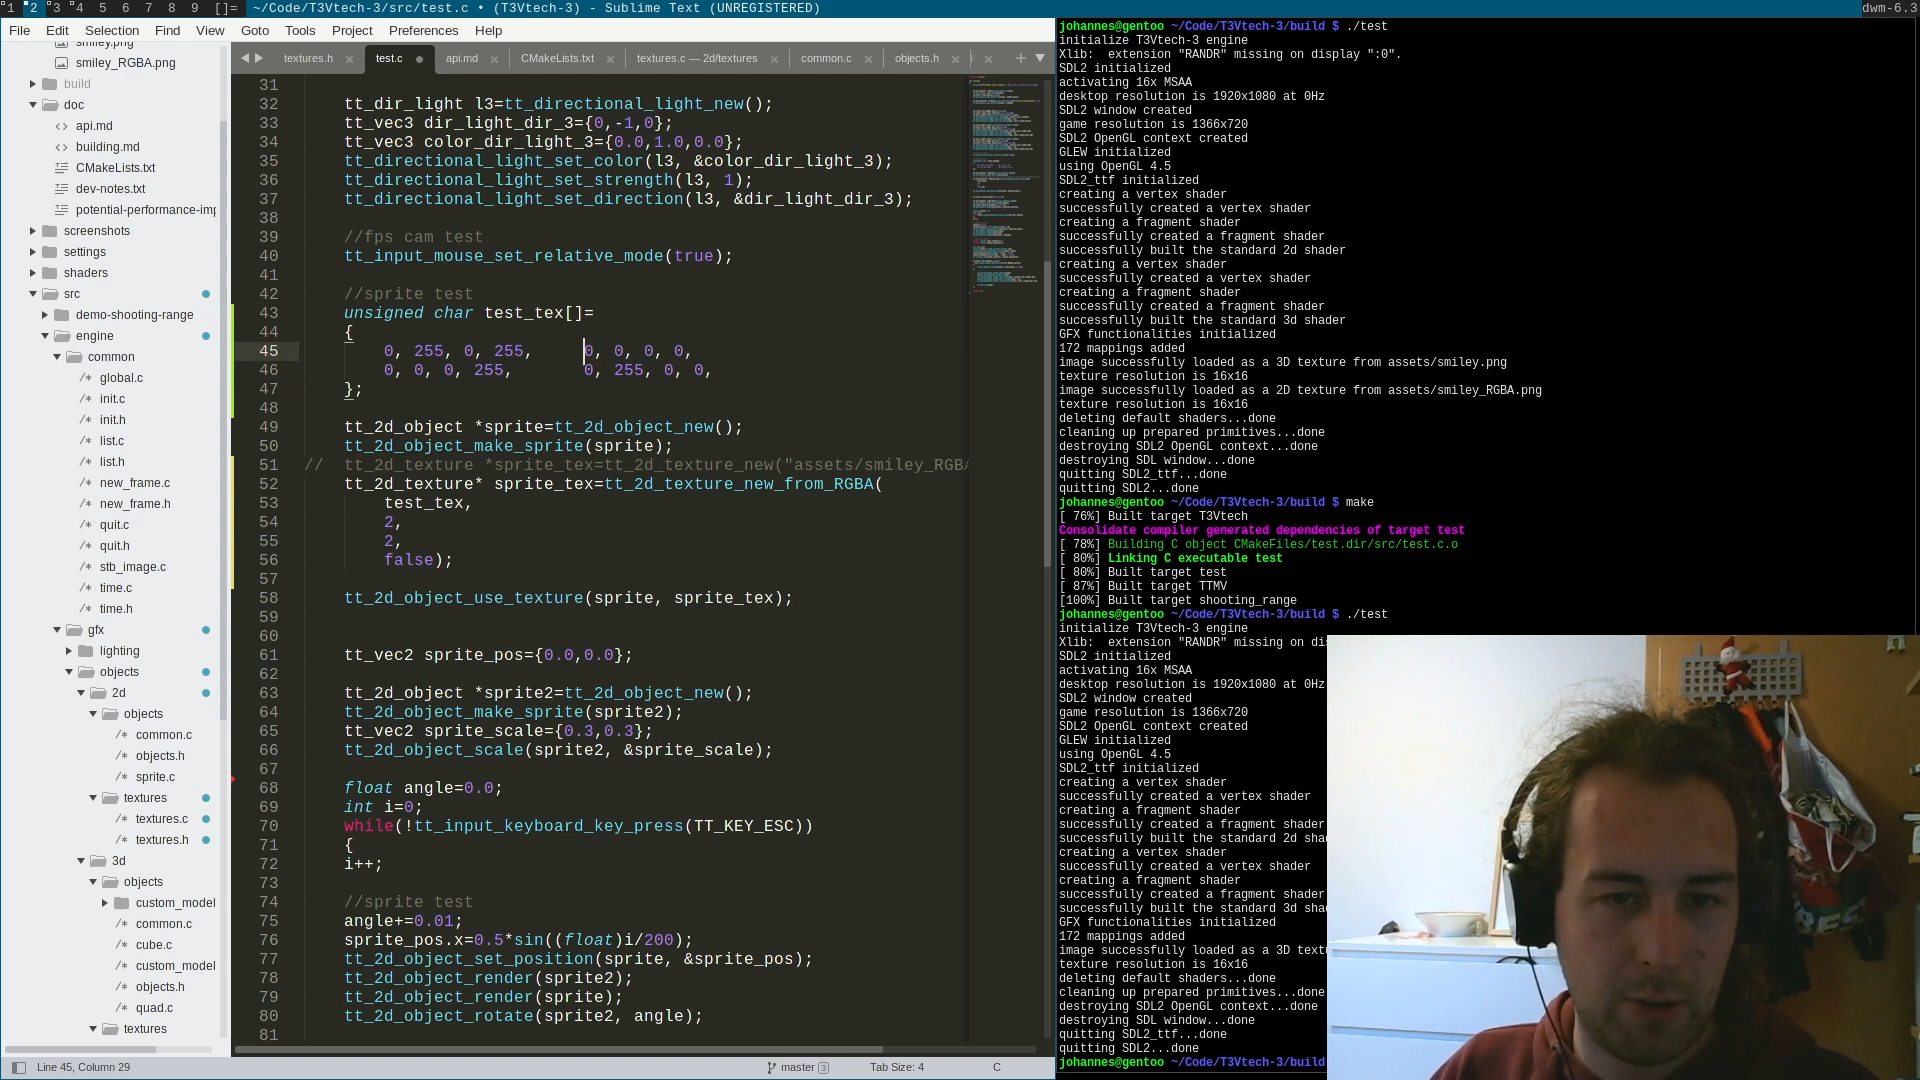 1 2 3 4 5 6 7 8 9 []= ~/Code/T3Vtech-3/src/test.c • (T3Vtech-3) - Sublime Text (UNREGISTERED) dwm-6.3
File Edit Selection Find View Goto Tools Project Preferences Help
textures.h × test.c ● api.md × CMakeLists.txt × textures.c — 2d/textures × common.c × objects.h × × +
smiley.png
smiley_RGBA.png
build
doc
api.md
building.md
CMakeLists.txt
dev-notes.txt
potential-performance-imp
screenshots
settings
shaders
src
demo-shooting-range
engine
common
/* global.c
/* init.c
/* init.h
/* list.c
/* list.h
/* new_frame.c
/* new_frame.h
/* quit.c
/* quit.h
/* stb_image.c
/* time.c
/* time.h
gfx
lighting
objects
2d
objects
/* common.c
/* objects.h
/* sprite.c
textures
/* textures.c
/* textures.h
3d
objects
custom_model
/* common.c
/* cube.c
/* custom_model
/* objects.h
/* quad.c
textures
31
32 tt_dir_light l3=tt_directional_light_new();
33 tt_vec3 dir_light_dir_3={0,-1,0};
34 tt_vec3 color_dir_light_3={0.0,1.0,0.0};
35 tt_directional_light_set_color(l3, &color_dir_light_3);
36 tt_directional_light_set_strength(l3, 1);
37 tt_directional_light_set_direction(l3, &dir_light_dir_3);
38
39 //fps cam test
40 tt_input_mouse_set_relative_mode(true);
41
42 //sprite test
43 unsigned char test_tex[]=
44 {
45 0, 255, 0, 255, 0, 0, 0, 0,
46 0, 0, 0, 255, 0, 255, 0, 0,
47 };
48
49 tt_2d_object *sprite=tt_2d_object_new();
50 tt_2d_object_make_sprite(sprite);
51 // tt_2d_texture *sprite_tex=tt_2d_texture_new("assets/smiley_RGBA
52 tt_2d_texture* sprite_tex=tt_2d_texture_new_from_RGBA(
53 test_tex,
54 2,
55 2,
56 false);
57
58 tt_2d_object_use_texture(sprite, sprite_tex);
59
60
61 tt_vec2 sprite_pos={0.0,0.0};
62
63 tt_2d_object *sprite2=tt_2d_object_new();
64 tt_2d_object_make_sprite(sprite2);
65 tt_vec2 sprite_scale={0.3,0.3};
66 tt_2d_object_scale(sprite2, &sprite_scale);
67
68 float angle=0.0;
69 int i=0;
70 while(!tt_input_keyboard_key_press(TT_KEY_ESC))
71 {
72 i++;
73
74 //sprite test
75 angle+=0.01;
76 sprite_pos.x=0.5*sin((float)i/200);
77 tt_2d_object_set_position(sprite, &sprite_pos);
78 tt_2d_object_render(sprite2);
79 tt_2d_object_render(sprite);
80 tt_2d_object_rotate(sprite2, angle);
81
Line 45, Column 29 master 3 Tab Size: 4 C
johannes@gentoo ~/Code/T3Vtech-3/build $ ./test
initialize T3Vtech-3 engine
Xlib:  extension "RANDR" missing on display ":0".
SDL2 initialized
activating 16x MSAA
desktop resolution is 1920x1080 at 0Hz
SDL2 window created
game resolution is 1366x720
SDL2 OpenGL context created
GLEW initialized
using OpenGL 4.5
SDL2_ttf initialized
creating a vertex shader
successfully created a vertex shader
creating a fragment shader
successfully created a fragment shader
successfully built the standard 2d shader
creating a vertex shader
successfully created a vertex shader
creating a fragment shader
successfully created a fragment shader
successfully built the standard 3d shader
GFX functionalities initialized
172 mappings added
image successfully loaded as a 3D texture from assets/smiley.png
texture resolution is 16x16
image successfully loaded as a 2D texture from assets/smiley_RGBA.png
texture resolution is 16x16
deleting default shaders...done
cleaning up prepared primitives...done
destroying SDL2 OpenGL context...done
destroying SDL window...done
quitting SDL2_ttf...done
quitting SDL2...done
johannes@gentoo ~/Code/T3Vtech-3/build $ make
[ 76%] Built target T3Vtech
Consolidate compiler generated dependencies of target test
[ 78%] Building C object CMakeFiles/test.dir/src/test.c.o
[ 80%] Linking C executable test
[ 80%] Built target test
[ 87%] Built target TTMV
[100%] Built target shooting_range
johannes@gentoo ~/Code/T3Vtech-3/build $ ./test
initialize T3Vtech-3 engine
Xlib:  extension "RANDR" missing on dis
SDL2 initialized
activating 16x MSAA
desktop resolution is 1920x1080 at 0Hz
SDL2 window created
game resolution is 1366x720
SDL2 OpenGL context created
GLEW initialized
using OpenGL 4.5
SDL2_ttf initialized
creating a vertex shader
successfully created a vertex shader
creating a fragment shader
successfully created a fragment shader
successfully built the standard 2d shad
creating a vertex shader
successfully created a vertex shader
creating a fragment shader
successfully created a fragment shader
successfully built the standard 3d shad
GFX functionalities initialized
172 mappings added
image successfully loaded as a 3D textu
texture resolution is 16x16
deleting default shaders...done
cleaning up prepared primitives...done
destroying SDL2 OpenGL context...done
destroying SDL window...done
quitting SDL2_ttf...done
quitting SDL2...done
johannes@gentoo ~/Code/T3Vtech-3/build